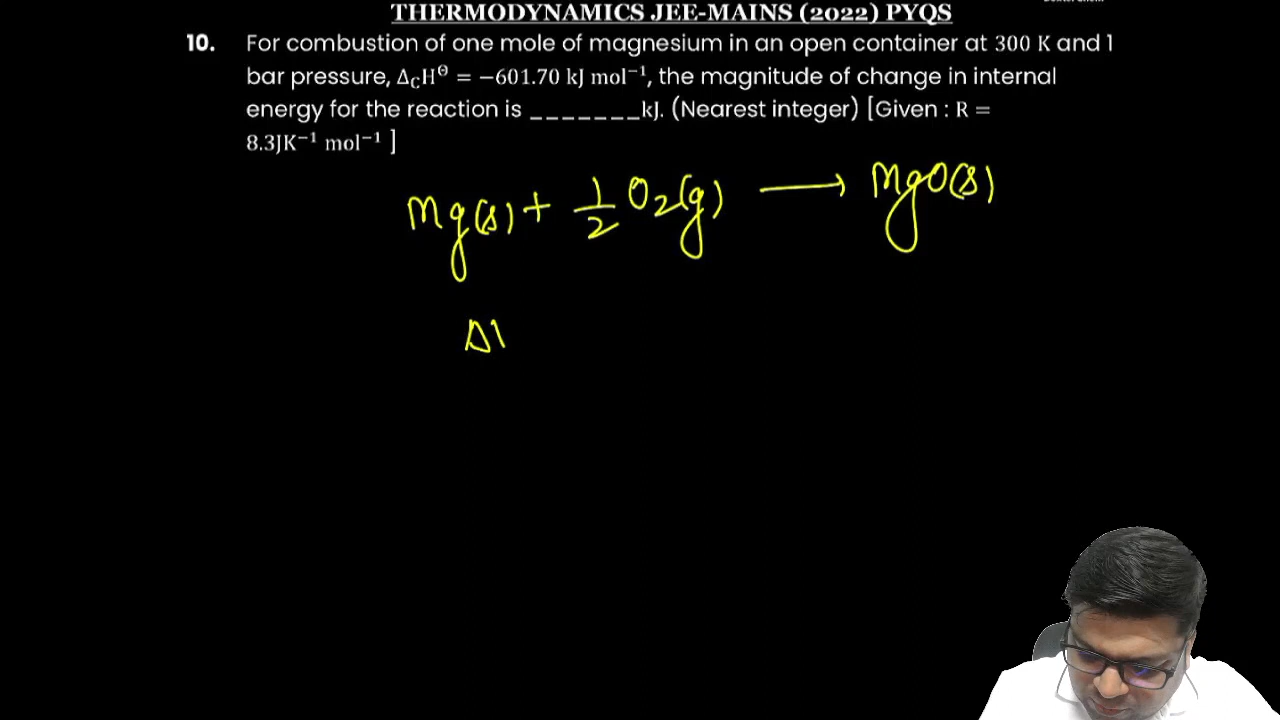 THERMODYNAMICS JEE-MAINS (2022) PYQS
10. For combustion of one mole of magnesium in an open container at 300 K and 1
bar pressure, Δ_CH^Θ = −601.70 kJ mol⁻¹, the magnitude of change in internal
energy for the reaction is _______kJ. (Nearest integer) [Given : R =
8.3JK⁻¹ mol⁻¹ ]
Mg(s) + 1/2 O₂(g) ⟶ MgO(s)